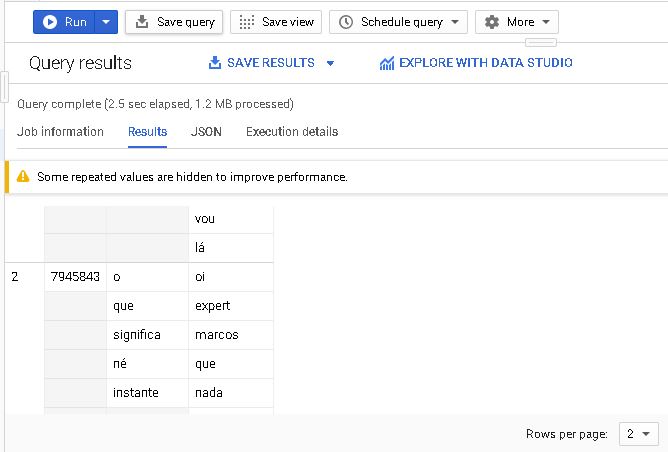 Run Save query Save view Schedule query More
Query results SAVE RESULTS EXPLORE WITH DATA STUDIO
Query complete (2.5 sec elapsed, 1.2 MB processed)
Job information Results JSON Execution details
Some repeated values are hidden to improve performance.
vou
lá
2 7945843 o oi
que expert
significa marcos
né que
instante nada
Rows per page: 2